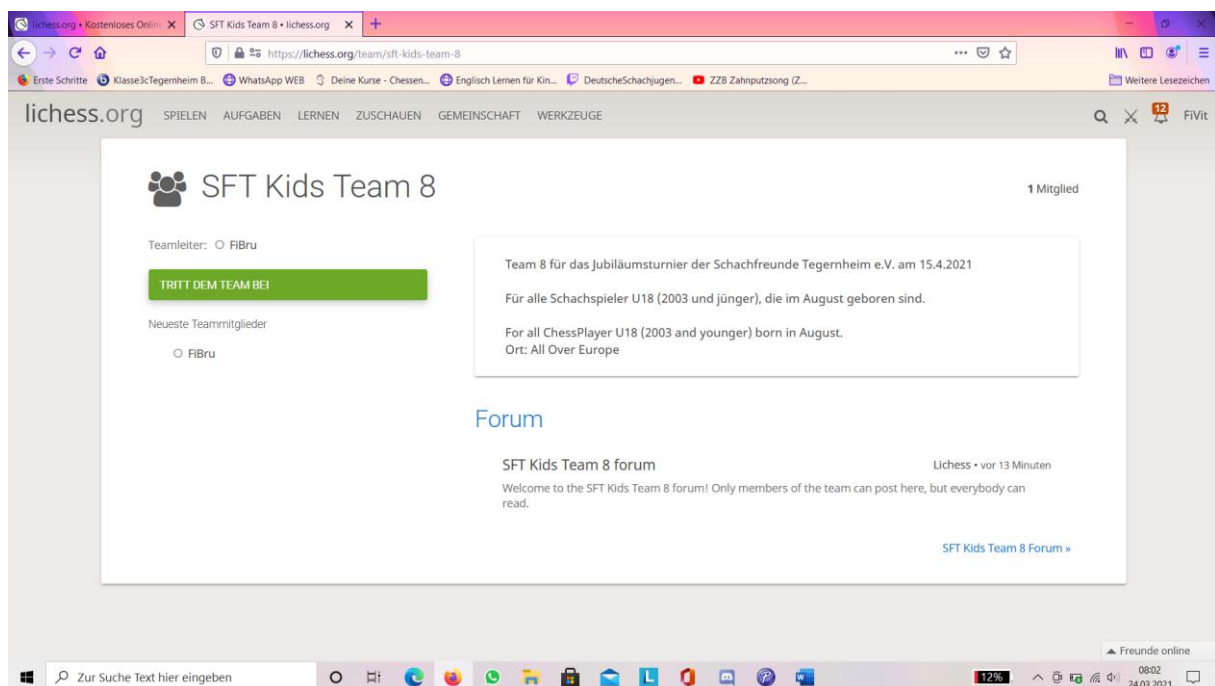 lichess.org • Kostenloses Onlin
SFT Kids Team 8 • lichess.org
https://lichess.org/team/sft-kids-team-8
Erste Schritte
Klasse3cTegernheim B...
WhatsApp WEB
Deine Kurse - Chessen...
Englisch Lernen für Kin...
DeutscheSchachjugen...
ZZB Zahnputzsong (Z...
Weitere Lesezeichen
lichess.org SPIELEN AUFGABEN LERNEN ZUSCHAUEN GEMEINSCHAFT WERKZEUGE 12 FiVit
SFT Kids Team 8
1 Mitglied
Teamleiter: FiBru
TRITT DEM TEAM BEI
Neueste Teammitglieder
FiBru
Team 8 für das Jubiläumsturnier der Schachfreunde Tegernheim e.V. am 15.4.2021
Für alle Schachspieler U18 (2003 und jünger), die im August geboren sind.
For all ChessPlayer U18 (2003 and younger) born in August.
Ort: All Over Europe
Forum
SFT Kids Team 8 forum
Lichess • vor 13 Minuten
Welcome to the SFT Kids Team 8 forum! Only members of the team can post here, but everybody can
read.
SFT Kids Team 8 Forum »
Freunde online
Zur Suche Text hier eingeben
12%
08:02
24.03.2021